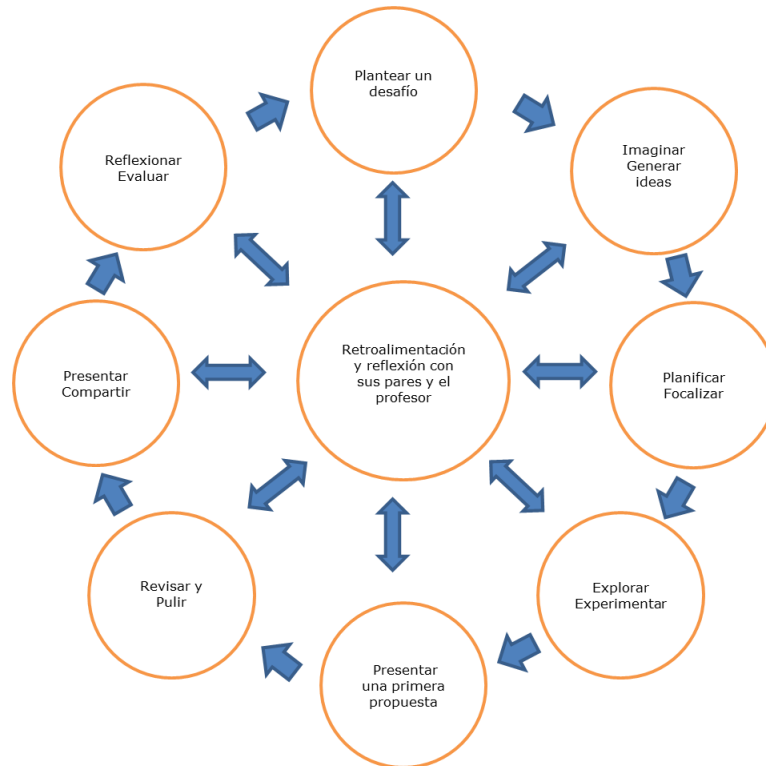 Plantear un
desafío
Imaginar
Generar
ideas
Planificar
Focalizar
Explorar
Experimentar
Presentar
una primera
propuesta
Revisar y
Pulir
Presentar
Compartir
Reflexionar
Evaluar
Retroalimentación
y reflexión con
sus pares y el
profesor